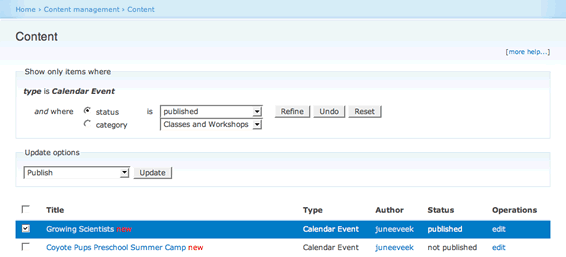 Home › Content management › Content
Content
[more help...]
Show only items where
type is Calendar Event
and where status is published Refine Undo Reset
category Classes and Workshops
Update options
Publish Update
Title Type Author Status Operations
Growing Scientists new Calendar Event juneeveek published edit
Coyote Pups Preschool Summer Camp new Calendar Event juneeveek not published edit